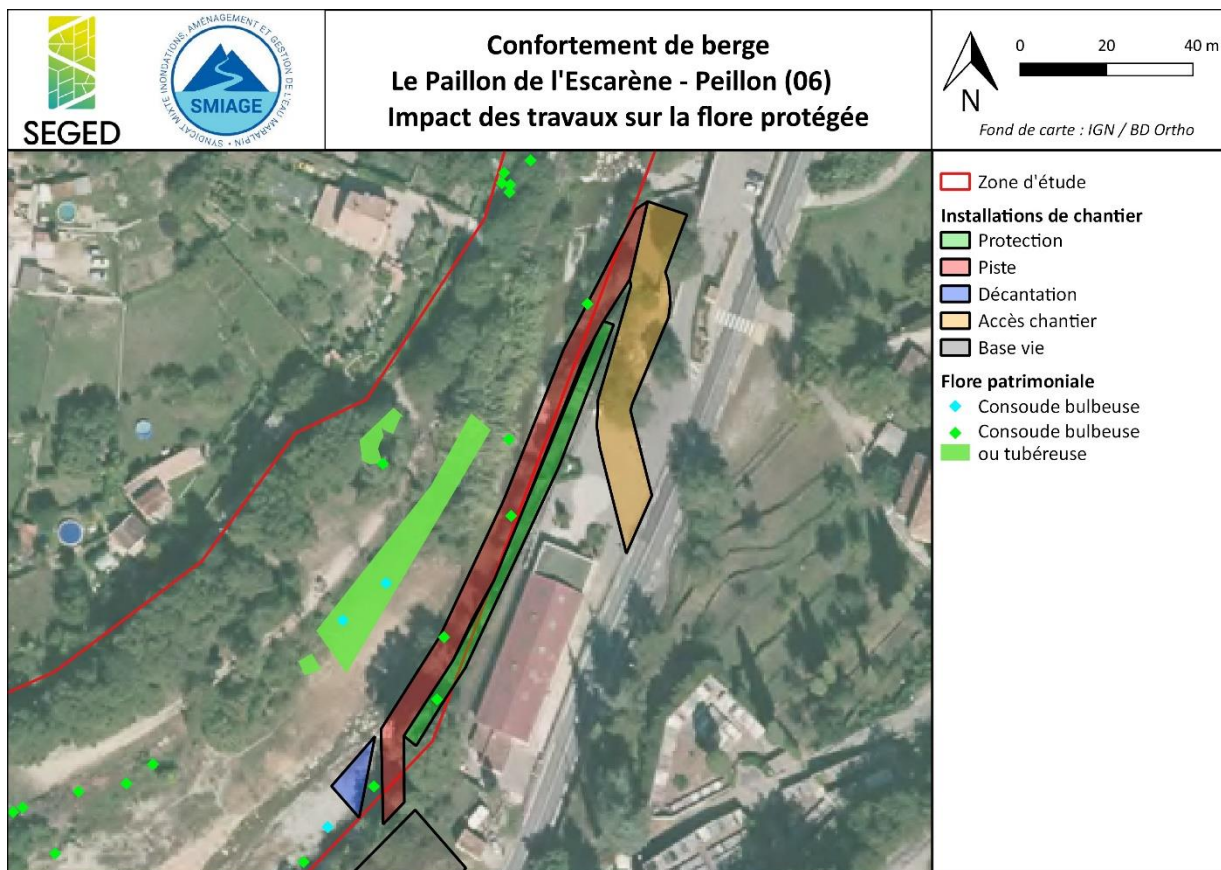 SEGED
SYNDICAT MIXTE INONDATIONS, AMÉNAGEMENT ET GESTION DE L'EAU MARALPIN
SMIAGE
Confortement de berge
Le Paillon de l'Escarène - Peillon (06)
Impact des travaux sur la flore protégée
0 20 40 m
N
Fond de carte : IGN / BD Ortho
Zone d'étude
Installations de chantier
Protection
Piste
Décantation
Accès chantier
Base vie
Flore patrimoniale
Consoude bulbeuse
Consoude bulbeuse
ou tubéreuse